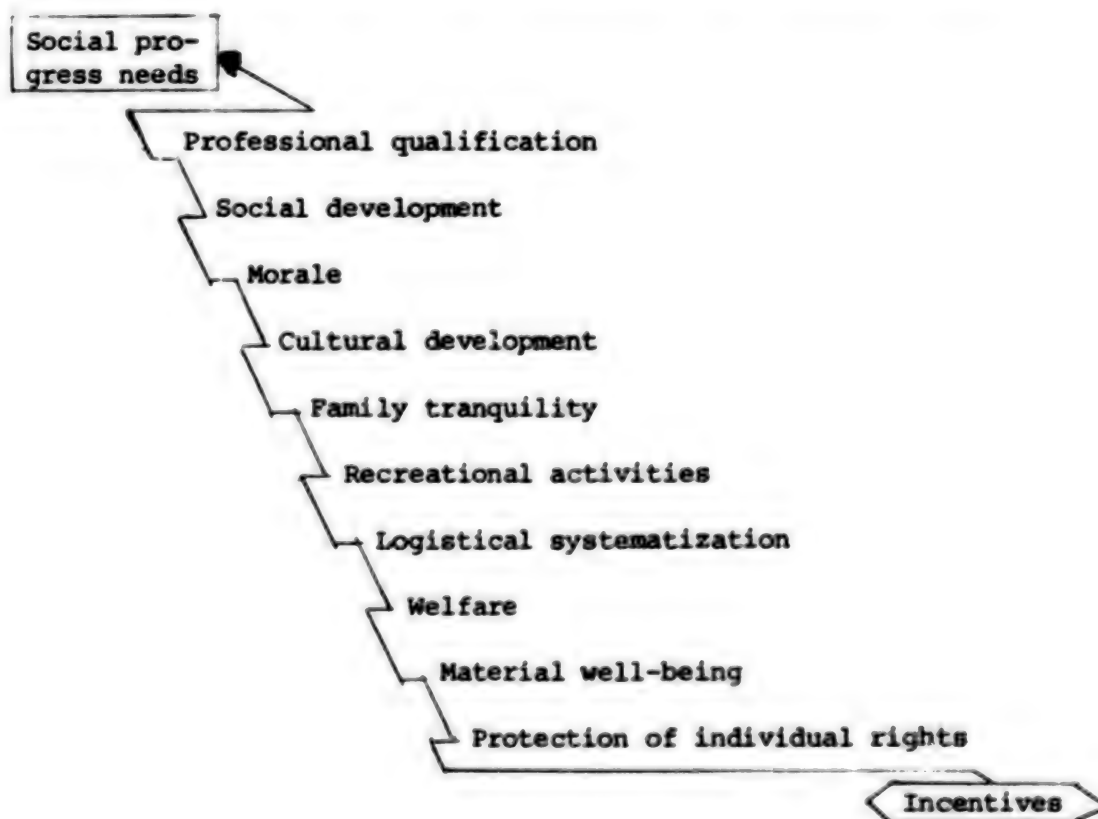 Social pro-
gress needs
Professional qualification
Social development
Morale
Cultural development
Family tranquility
Recreational activities
Logistical systematization
Welfare
Material well-being
Protection of individual rights
Incentives